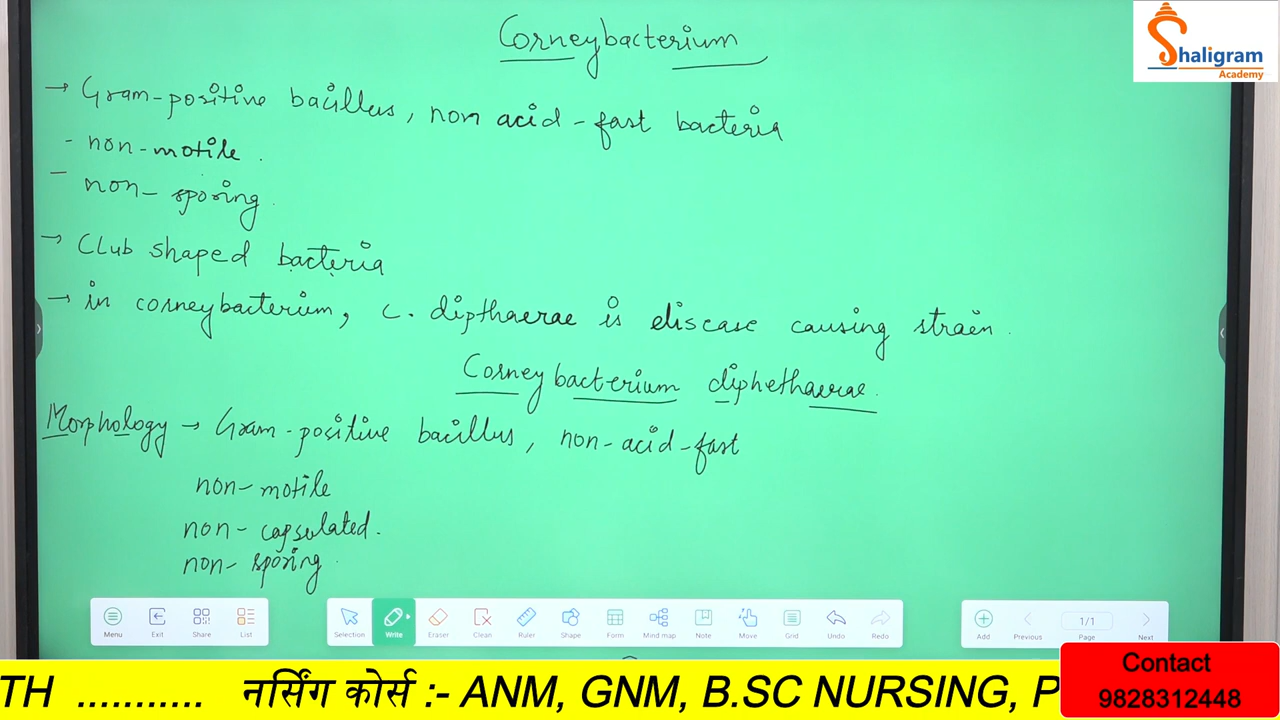 Corneybacterium
Shaligram
Academy
→ Gram-positive bacillus, non acid-fast bacteria
- non-motile.
- non-sporing.
→ Club shaped bacteria
→ in corneybacterium, c. dipthaerae is disease causing strain.
Corneybacterium diphethaerae.
Morphology → Gram-positive bacillus, non-acid-fast
non-motile
non-capsulated.
non-sporing.
Menu Exit Share List Selection Write Eraser Clean Ruler Shape Form Mind map Note Move Grid Undo Redo Add Previous 1/1 Page Next
TH ........... नर्सिंग कोर्स :- ANM, GNM, B.SC NURSING, P
Contact
9828312448